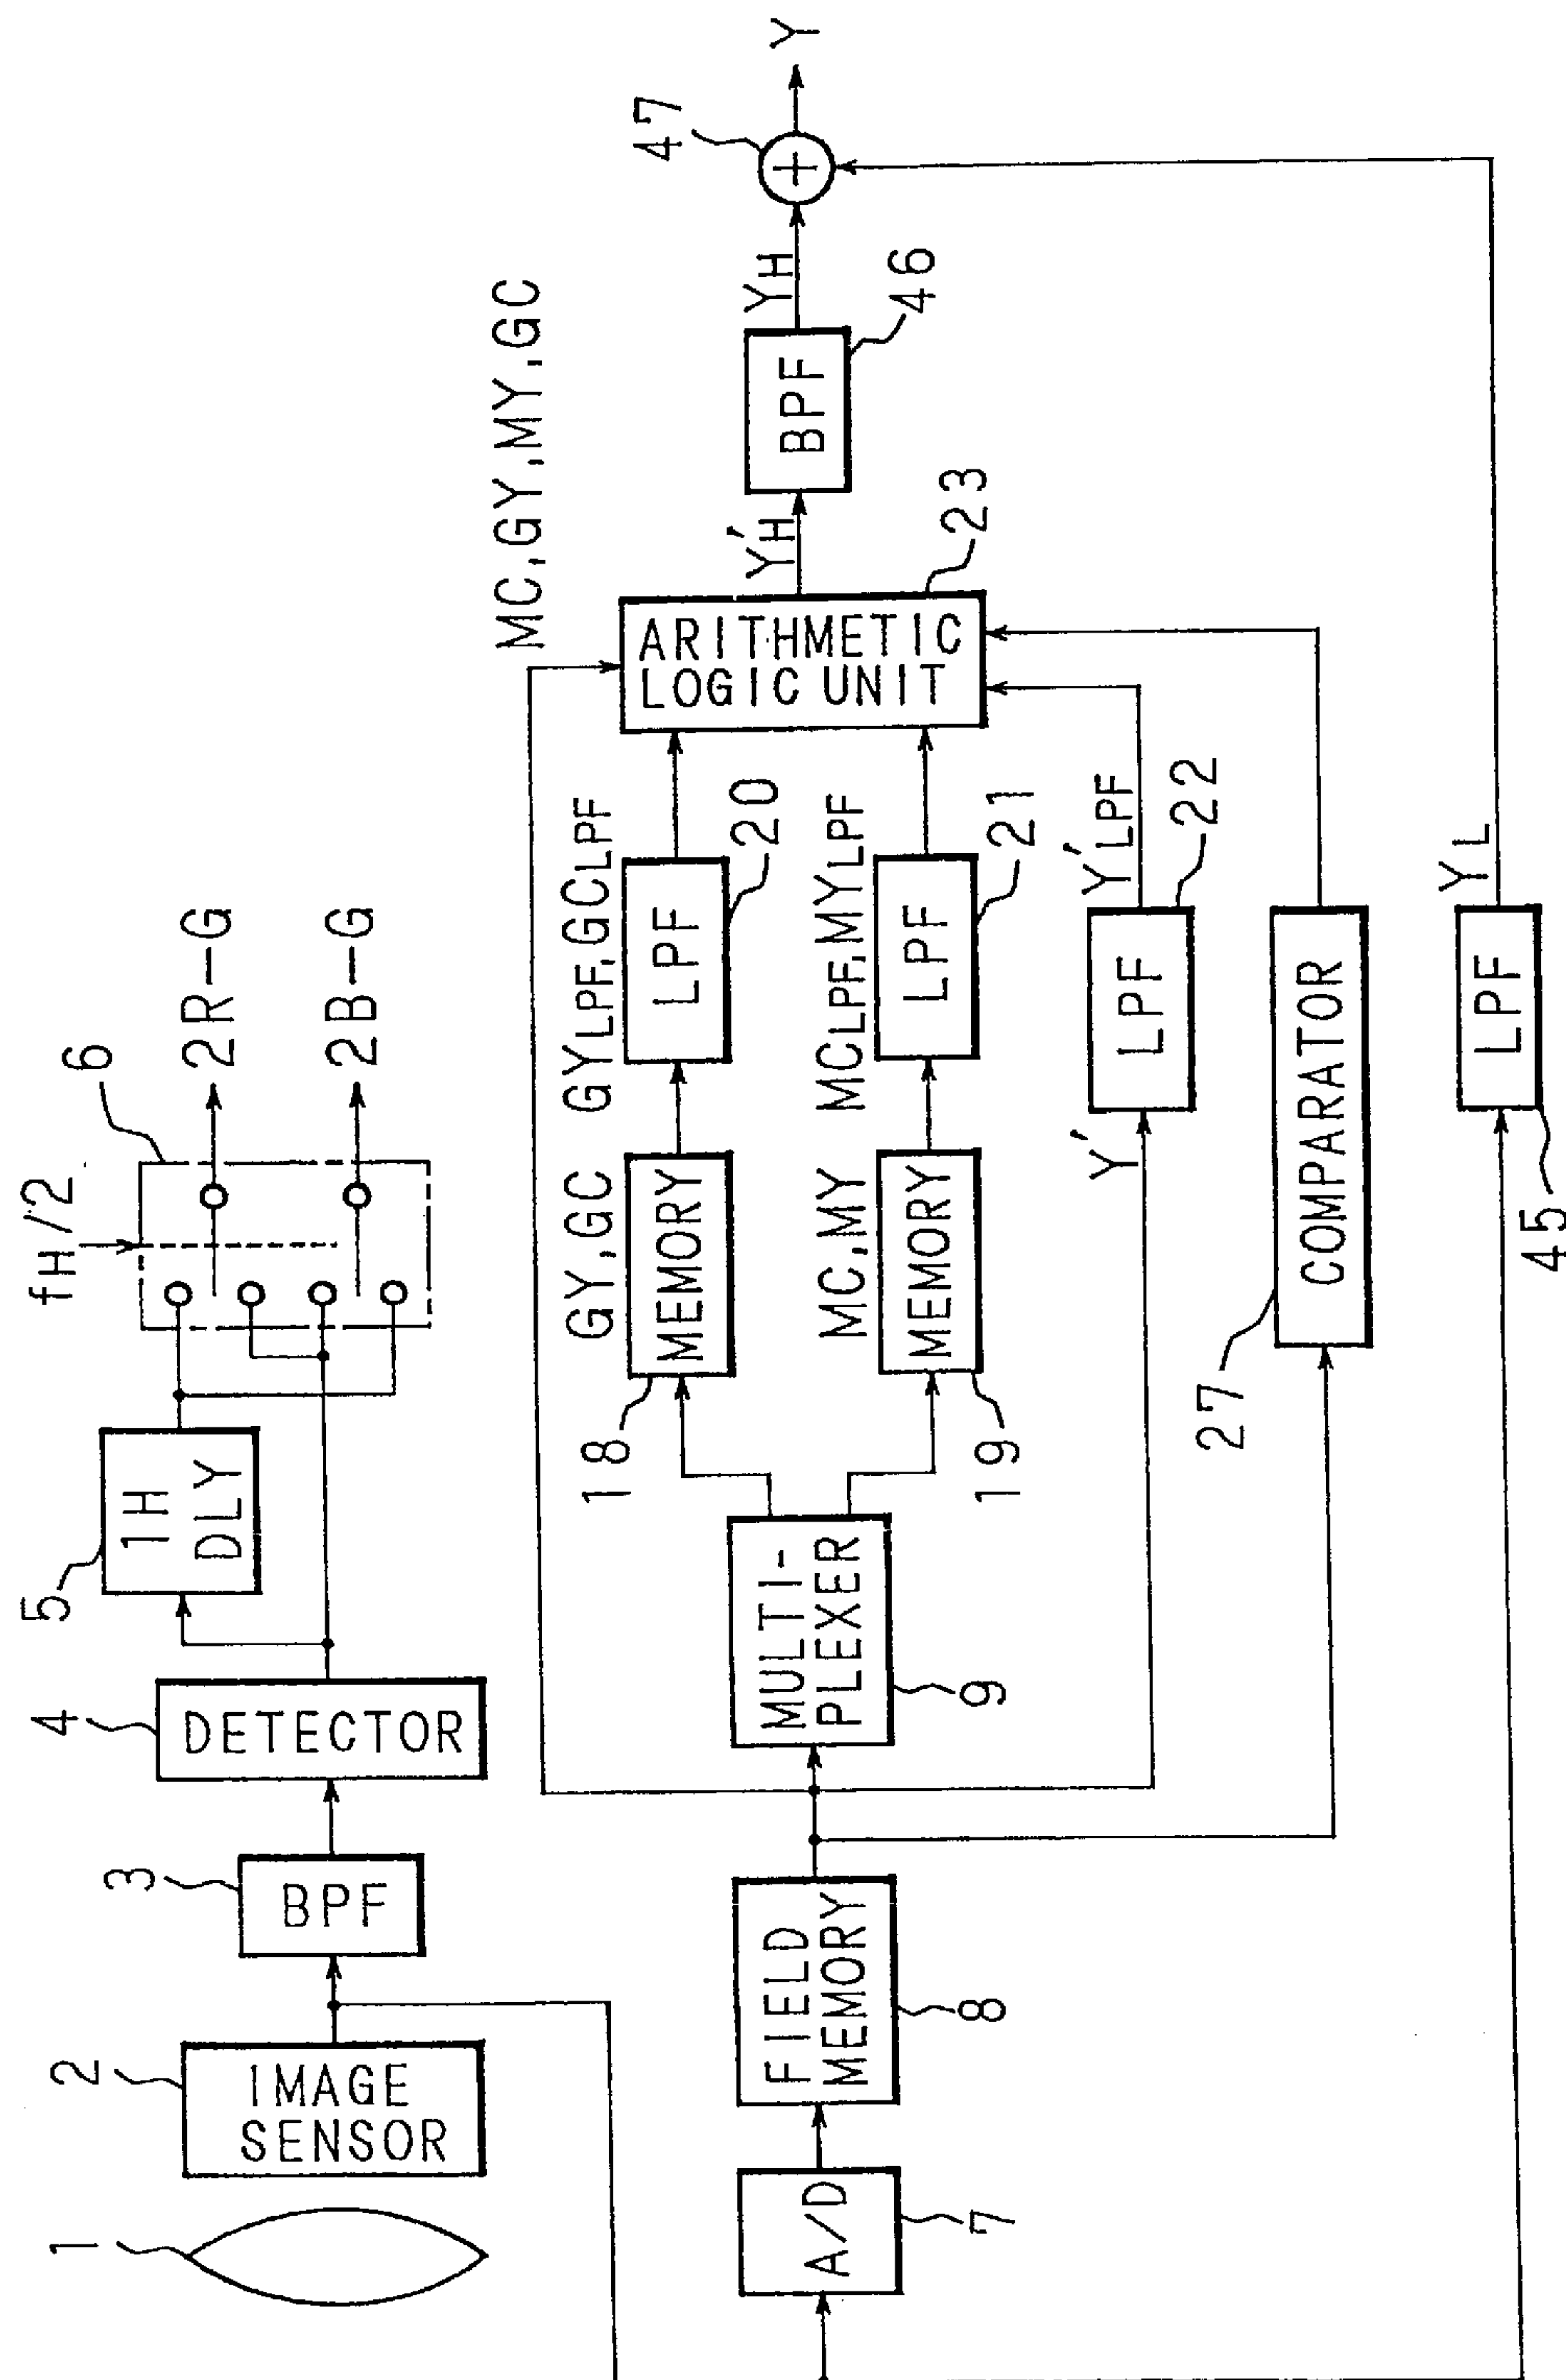 1
2
IMAGE
SENSOR
3
BPF
4
DETECTOR
5
1H
DLY
6
fH/2
2R-G
2B-G
7
A/D
8
FIELD
MEMORY
9
MULTI-
PLEXER
18
MEMORY
GY,GC
19
MEMORY
MC,MY
GYLPF,GCLPF
LPF
20
MCLPF,MYLPF
LPF
21
Y'
LPF
22
Y'LPF
27
COMPARATOR
MC,GY,MY,GC
ARITHMETIC
LOGIC UNIT
23
Y'H
BPF
46
YH
47
+
Y
LPF
45
YL